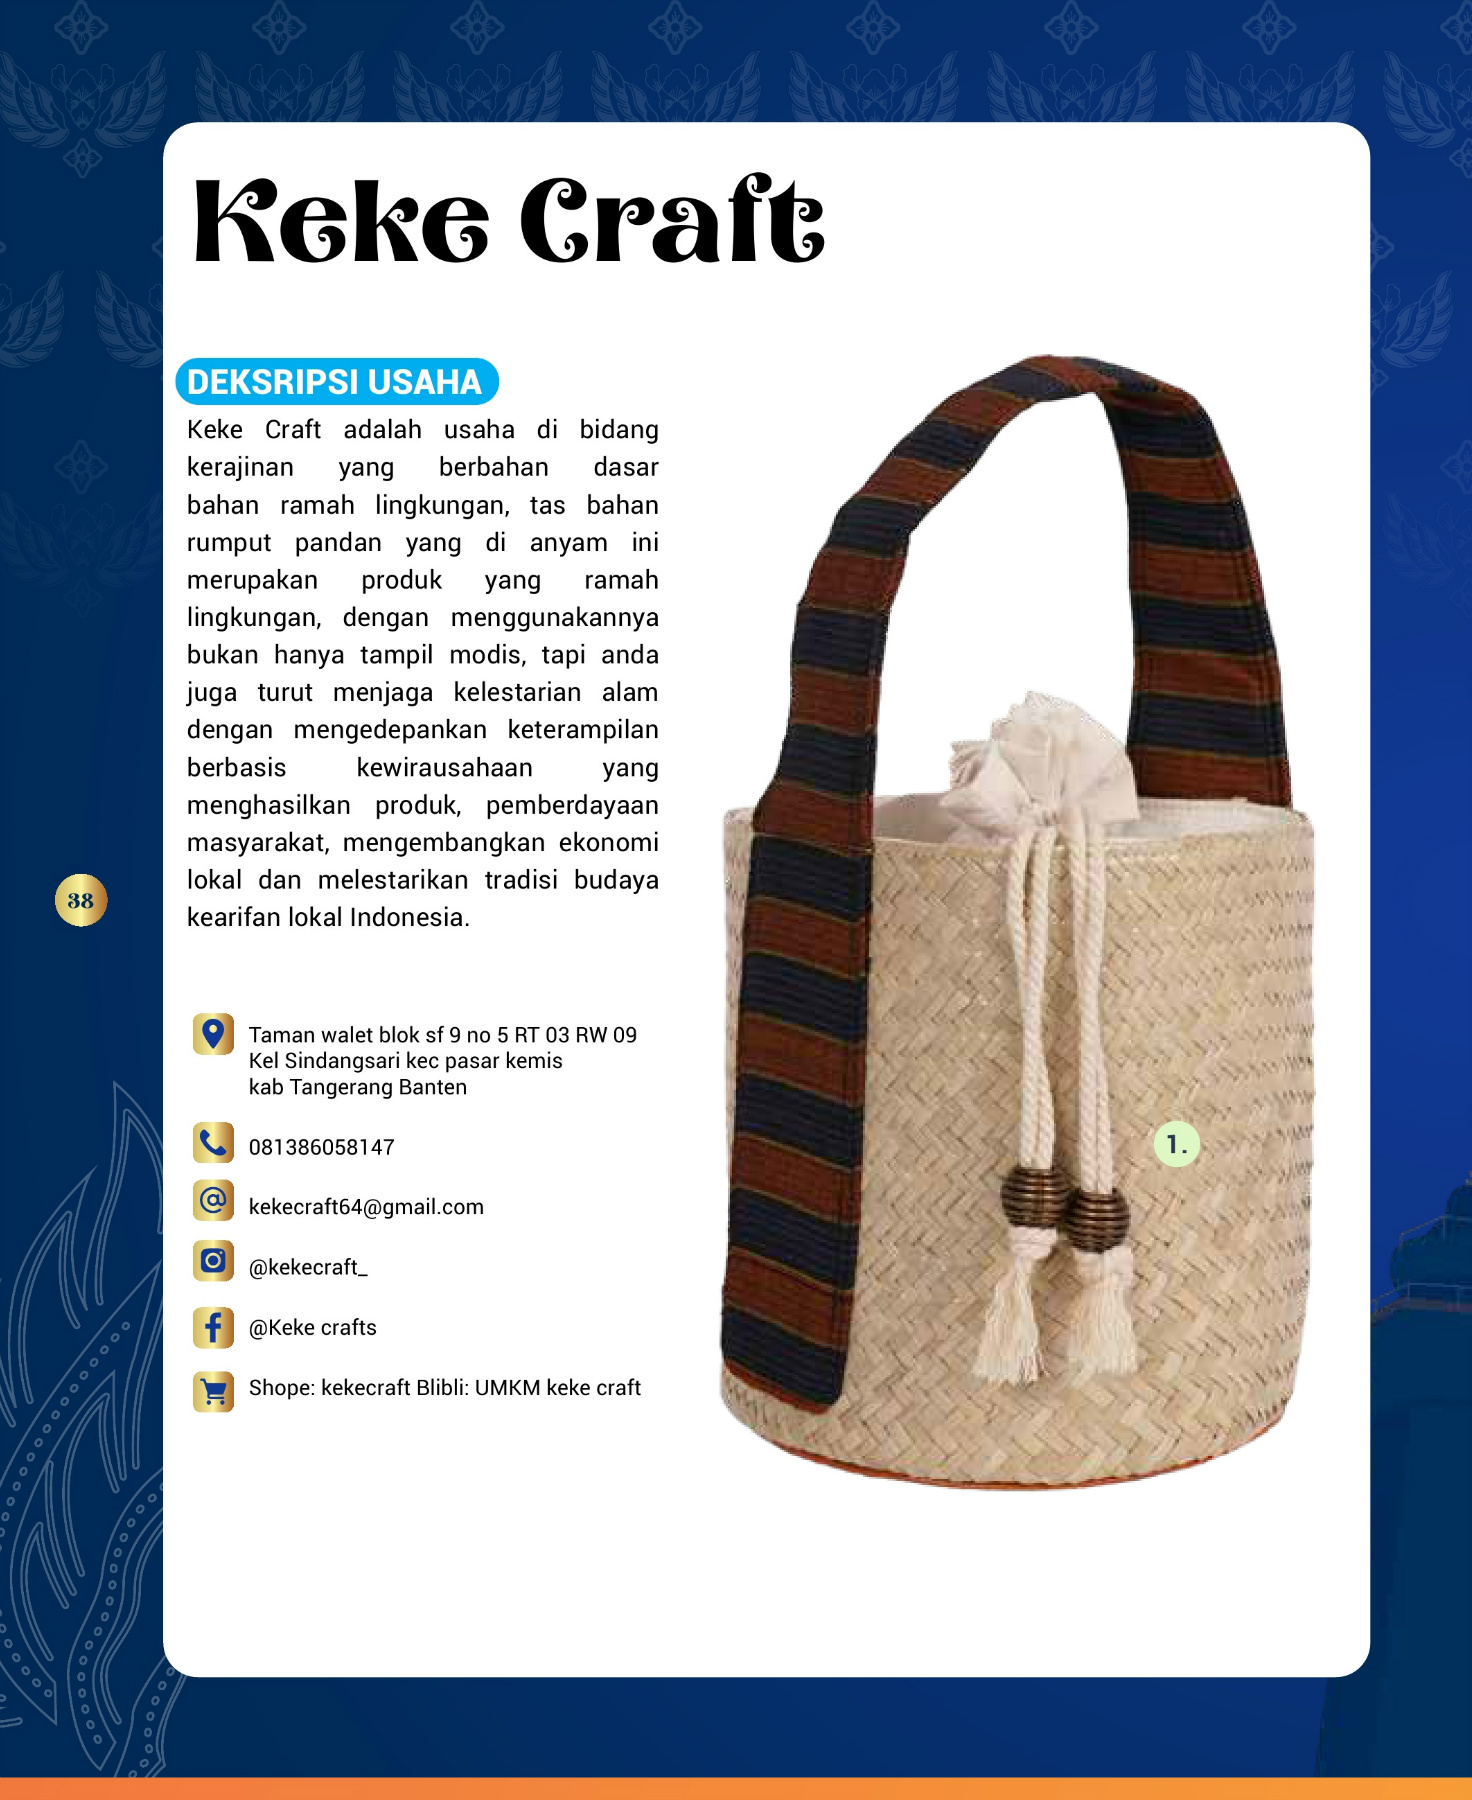 Keke Craft
DEKSRIPSI USAHA
Keke Craft adalah usaha di bidang
kerajinan yang berbahan dasar
bahan ramah lingkungan, tas bahan
rumput pandan yang di anyam ini
merupakan produk yang ramah
lingkungan, dengan menggunakannya
bukan hanya tampil modis, tapi anda
juga turut menjaga kelestarian alam
dengan mengedepankan keterampilan
berbasis kewirausahaan yang
menghasilkan produk, pemberdayaan
masyarakat, mengembangkan ekonomi
lokal dan melestarikan tradisi budaya
kearifan lokal Indonesia.
38
Taman walet blok sf 9 no 5 RT 03 RW 09
Kel Sindangsari kec pasar kemis
kab Tangerang Banten
081386058147
kekecraft64@gmail.com
@kekecraft_
@Keke crafts
Shope: kekecraft Blibli: UMKM keke craft
1.